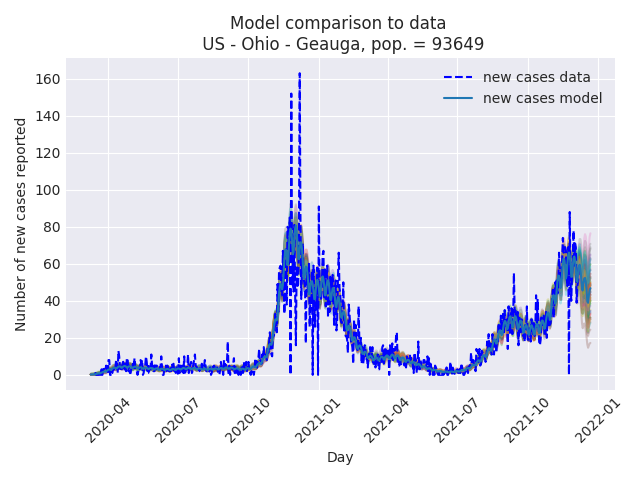 Model comparison to data
US - Ohio - Geauga, pop. = 93649
new cases data
new cases model
Number of new cases reported
160
140
120
100
80
60
40
20
0
2020-04
2020-07
2020-10
2021-01
2021-04
2021-07
2021-10
2022-01
Day